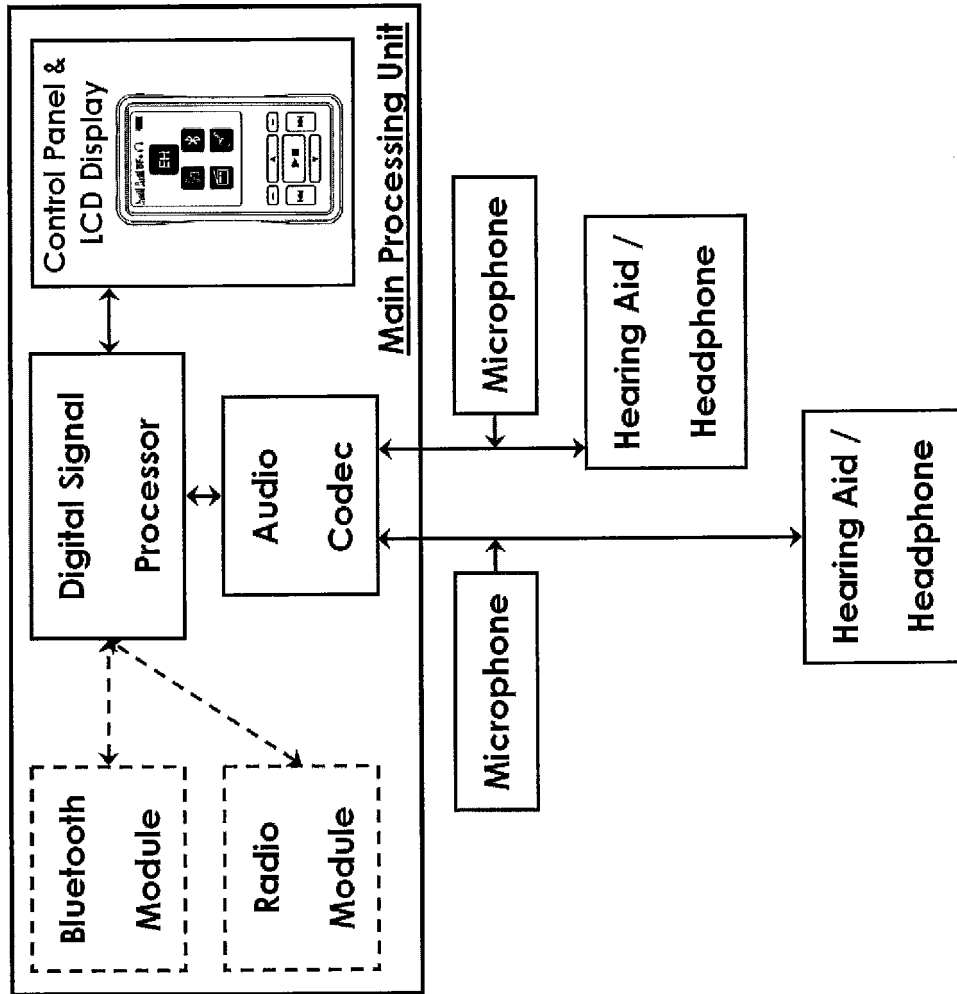 Control Panel &
LCD Display
EH
Main Processing Unit
Digital Signal
Processor
Audio
Codec
Bluetooth
Module
Radio
Module
Microphone
Hearing Aid /
Headphone
Microphone
Hearing Aid /
Headphone